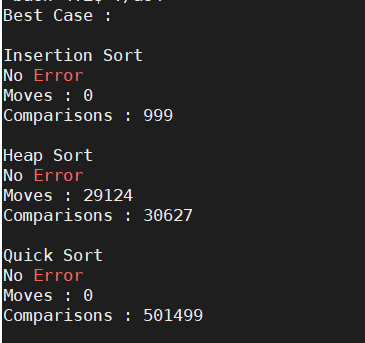 Best Case :
Insertion Sort
No Error
Moves : 0
Comparisons : 999
Heap Sort
No Error
Moves : 29124
Comparisons : 30627
Quick Sort
No Error
Moves : 0
Comparisons : 501499